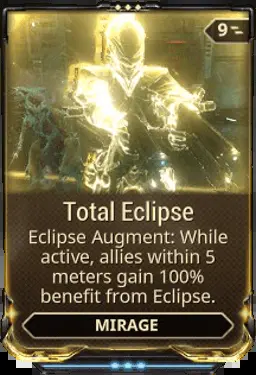 9
Total Eclipse
Eclipse Augment: While
active, allies within 5
meters gain 100%
benefit from Eclipse.
MIRAGE